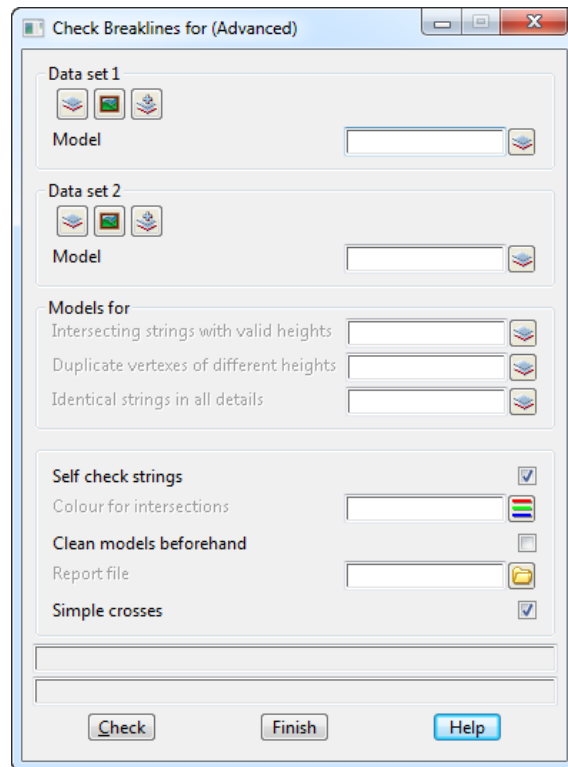 Check Breaklines for (Advanced)
Data set 1
Model
Data set 2
Model
Models for
Intersecting strings with valid heights
Duplicate vertexes of different heights
Identical strings in all details
Self check strings
Colour for intersections
Clean models beforehand
Report file
Simple crosses
Check Finish Help